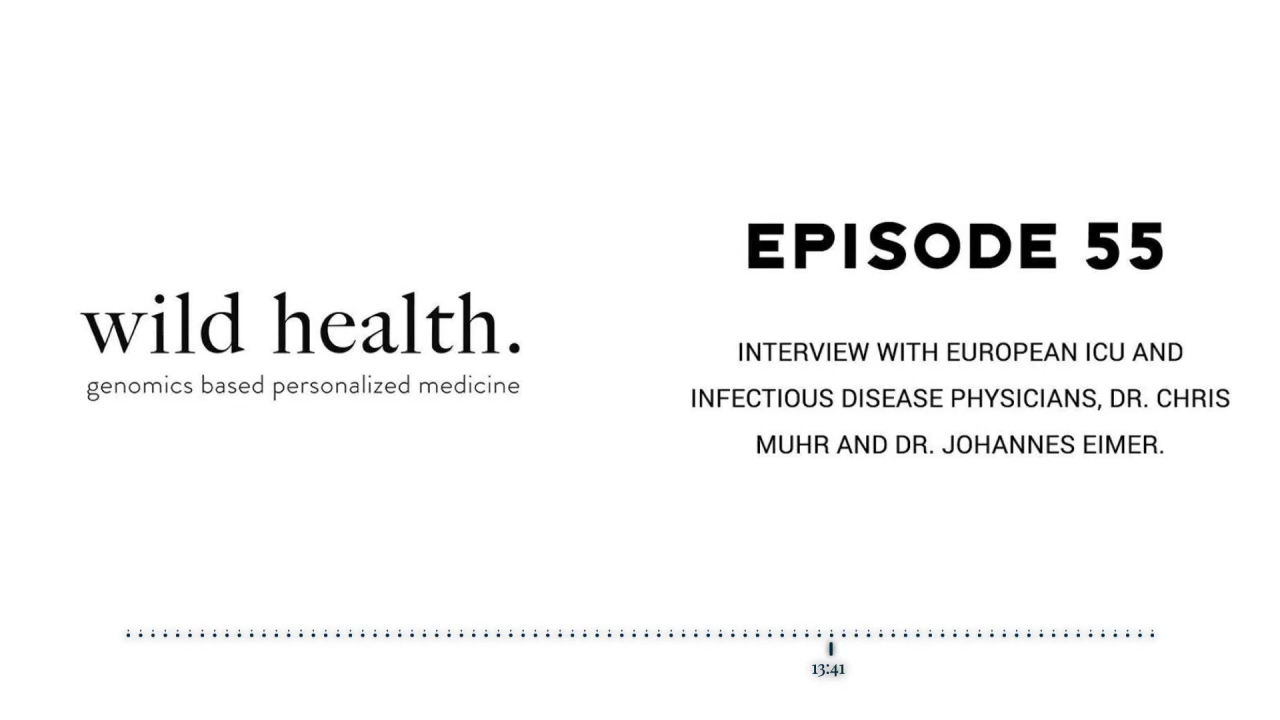 wild health.
genomics based personalized medicine
EPISODE 55
INTERVIEW WITH EUROPEAN ICU AND
INFECTIOUS DISEASE PHYSICIANS, DR. CHRIS
MUHR AND DR. JOHANNES EIMER.
13:41